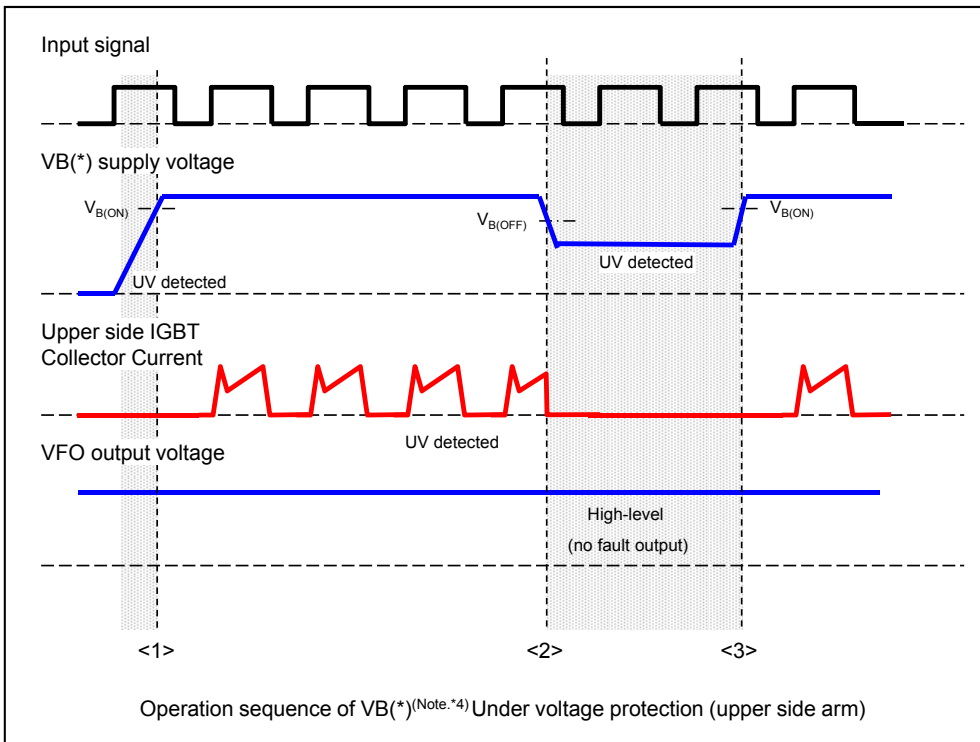 Input signal
VB(*) supply voltage
VB(ON)
VB(OFF)
VB(ON)
UV detected
UV detected
Upper side IGBT
Collector Current
UV detected
VFO output voltage
High-level
(no fault output)
<1>
<2>
<3>
Operation sequence of VB(*)(Note.*4) Under voltage protection (upper side arm)